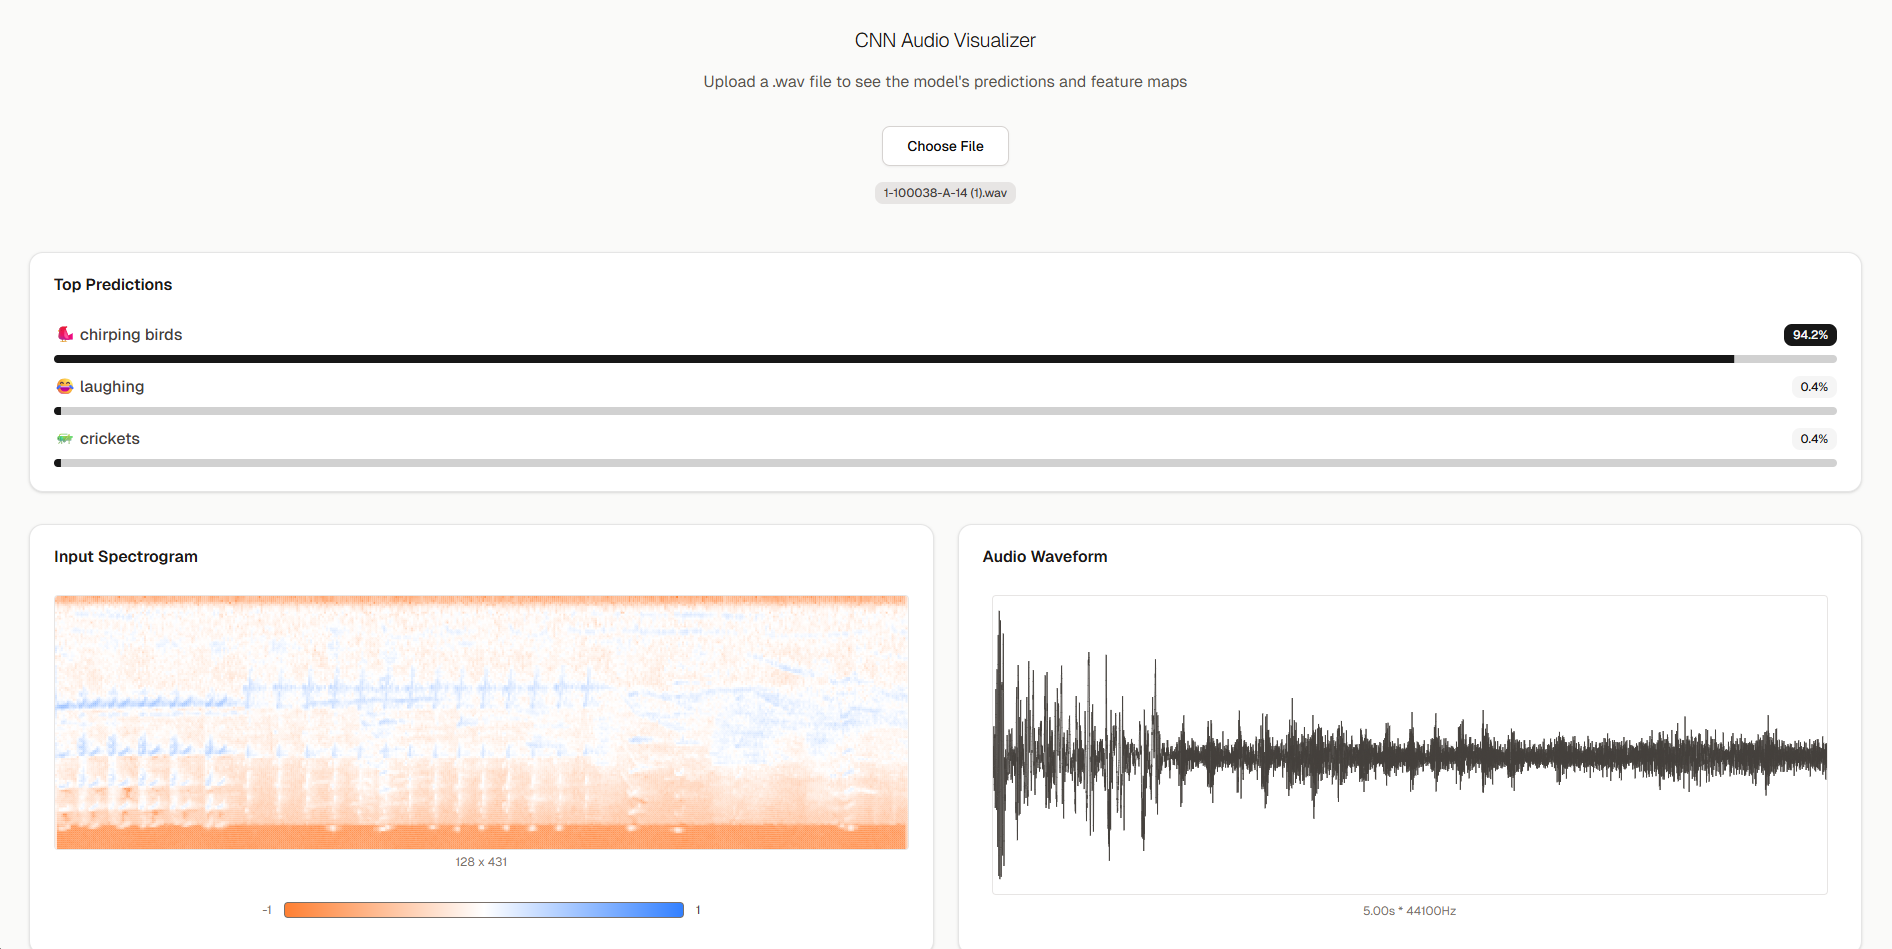 CNN Audio Visualizer
Upload a .wav file to see the model's predictions and feature maps
Choose File
1-100038-A-14 (1).wav
Top Predictions
chirping birds
94.2%
laughing
0.4%
crickets
0.4%
Input Spectrogram
128 x 431
-1
1
Audio Waveform
5.00s * 44100Hz